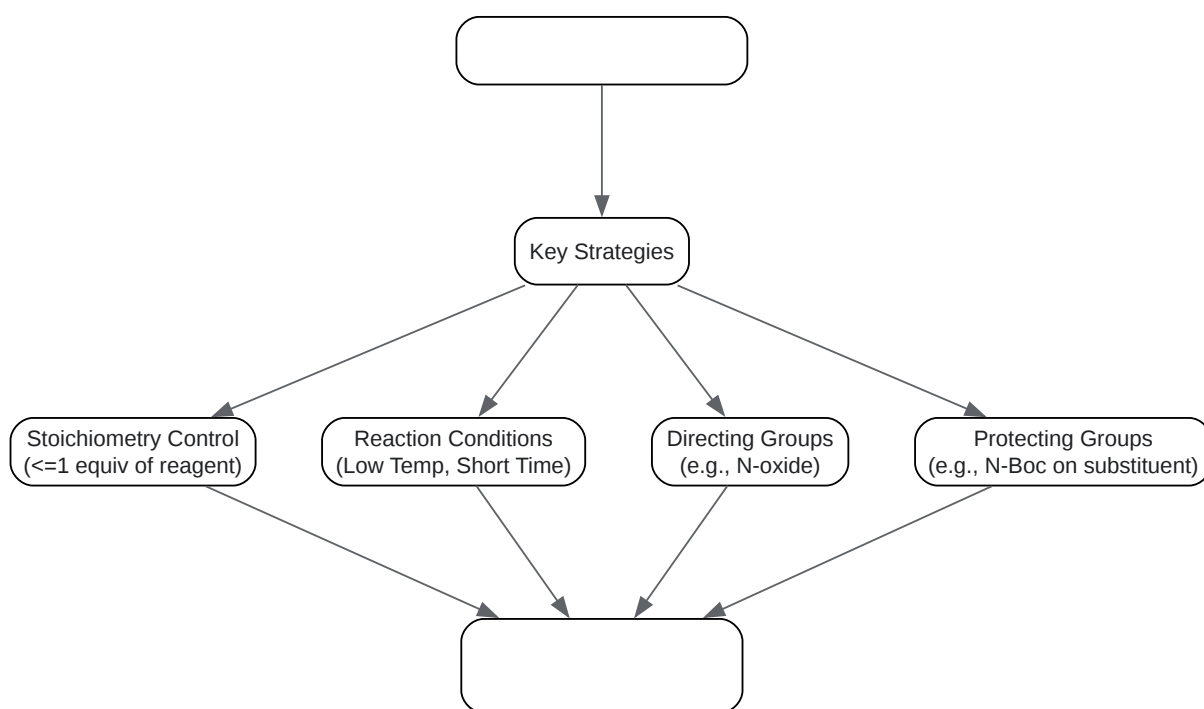 Key Strategies
Stoichiometry Control
(<=1 equiv of reagent)
Reaction Conditions
(Low Temp, Short Time)
Directing Groups
(e.g., N-oxide)
Protecting Groups
(e.g., N-Boc on substituent)